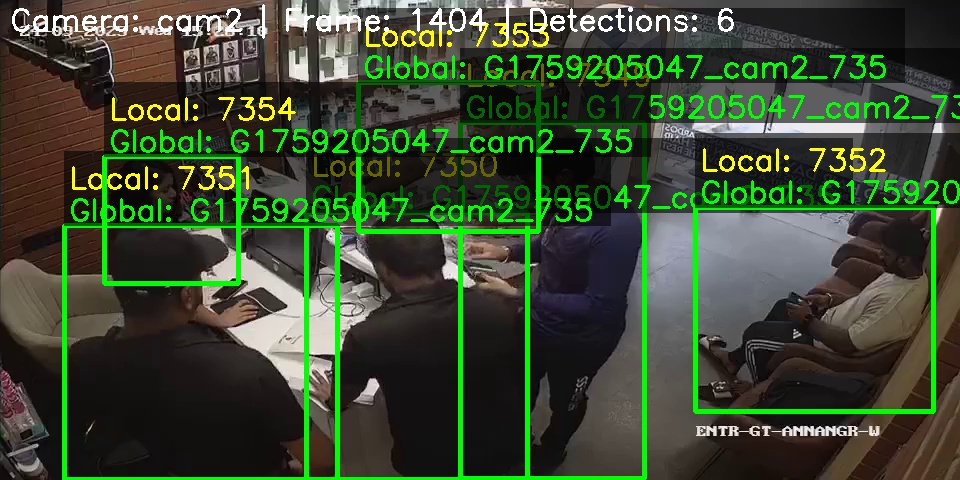 Camera: cam2 | Frame: 1404 | Detections: 6
Local: 7353
Global: G1759205047_cam2_735
Local: 7354
Global: G1759205047_cam2_735
Local: 7352
Global: G175920
Local: 7350
Local: 7351
Global: G1759205047_cam2_735
ENTR-GT-ANNANGR-W